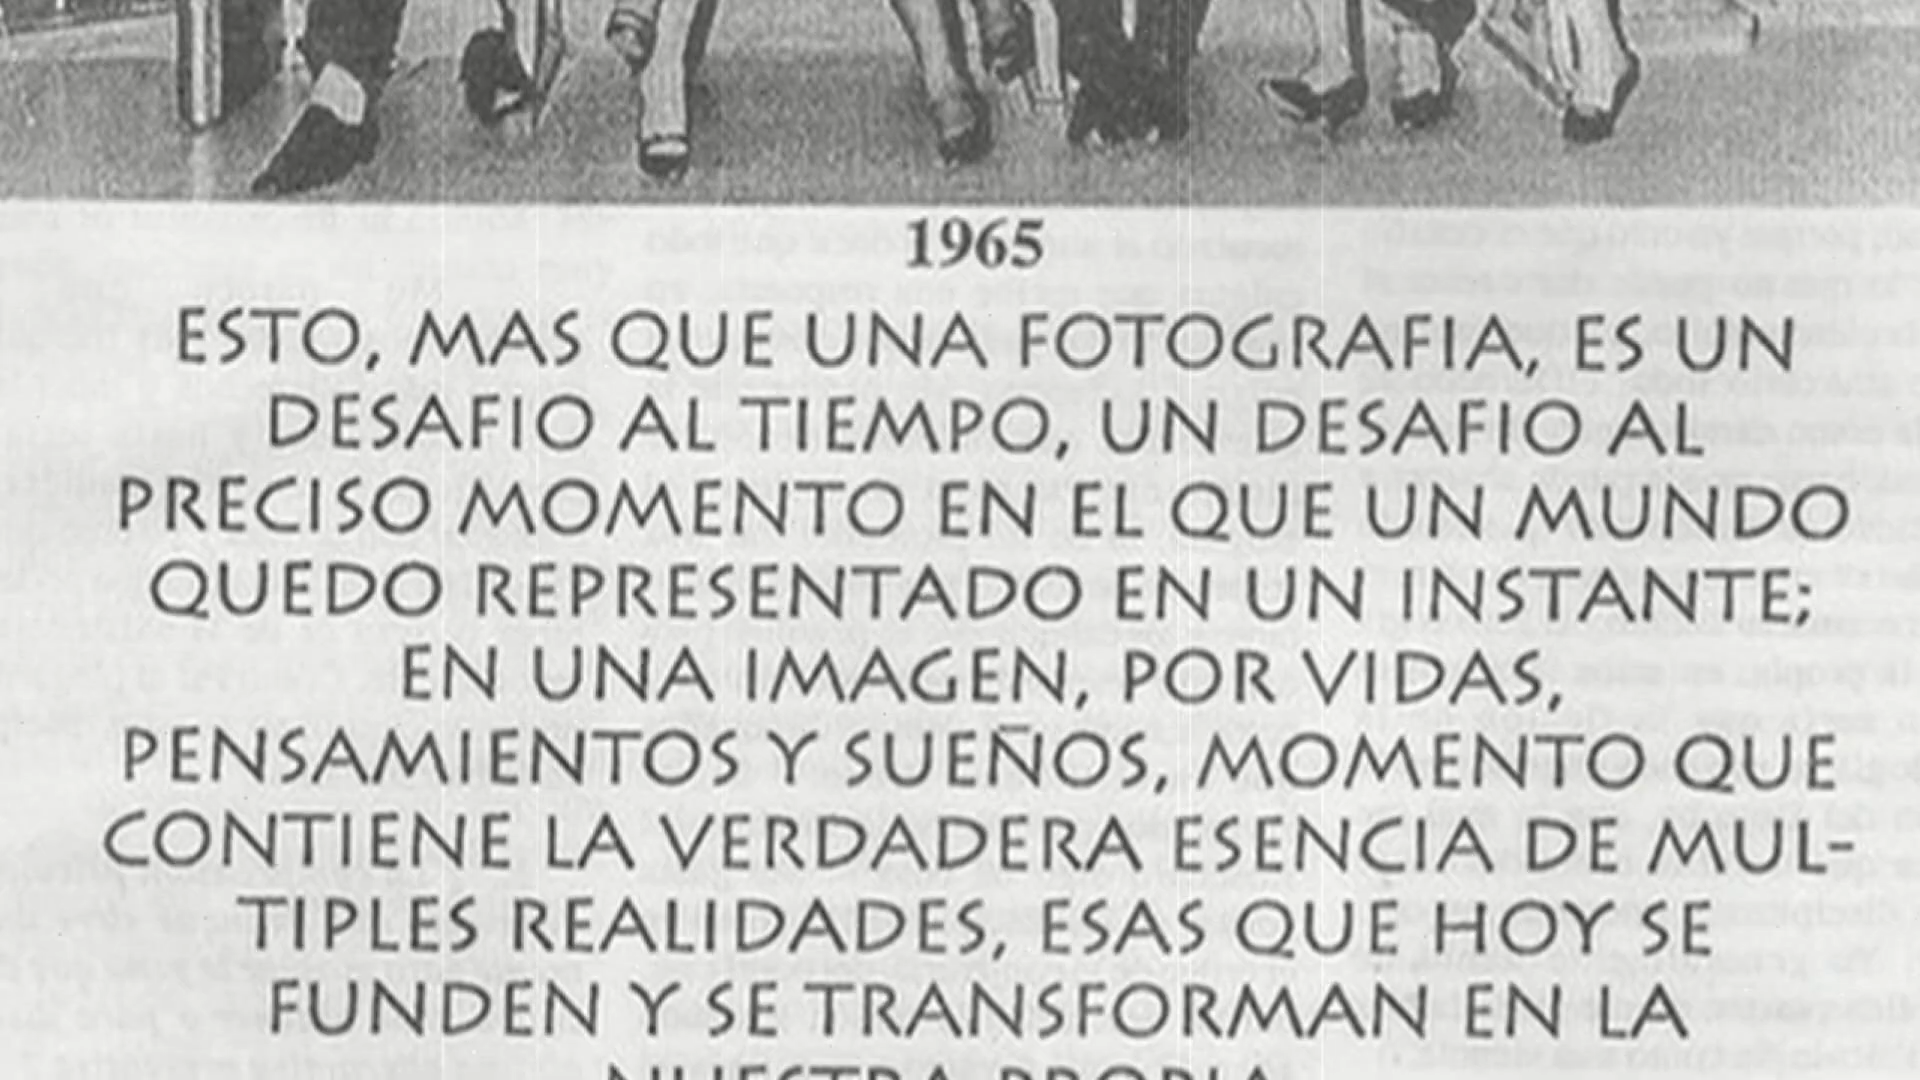 1965
ESTO, MAS QUE UNA FOTOGRAFIA, ES UN
DESAFIO AL TIEMPO, UN DESAFIO AL
PRECISO MOMENTO EN EL QUE UN MUNDO
QUEDO REPRESENTADO EN UN INSTANTE;
EN UNA IMAGEN, POR VIDAS,
PENSAMIENTOS Y SUEÑOS, MOMENTO QUE
CONTIENE LA VERDADERA ESENCIA DE MUL-
TIPLES REALIDADES, ESAS QUE HOY SE
FUNDEN Y SE TRANSFORMAN EN LA
NUESTRA PROPIA